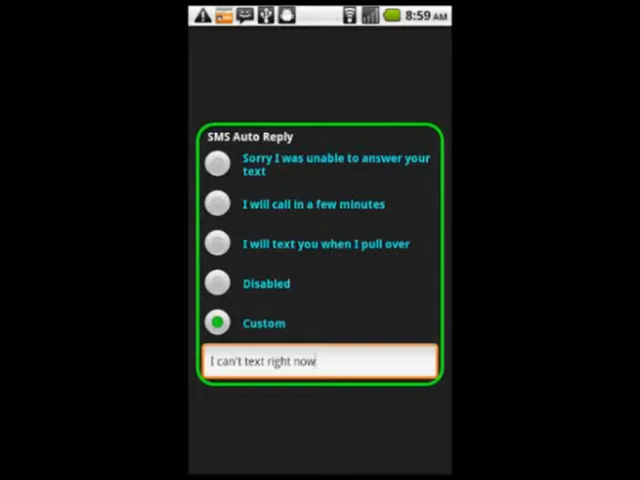 8:59 AM
SMS Auto Reply
Sorry I was unable to answer your
text
I will call in a few minutes
I will text you when I pull over
Disabled
Custom
I can't text right now